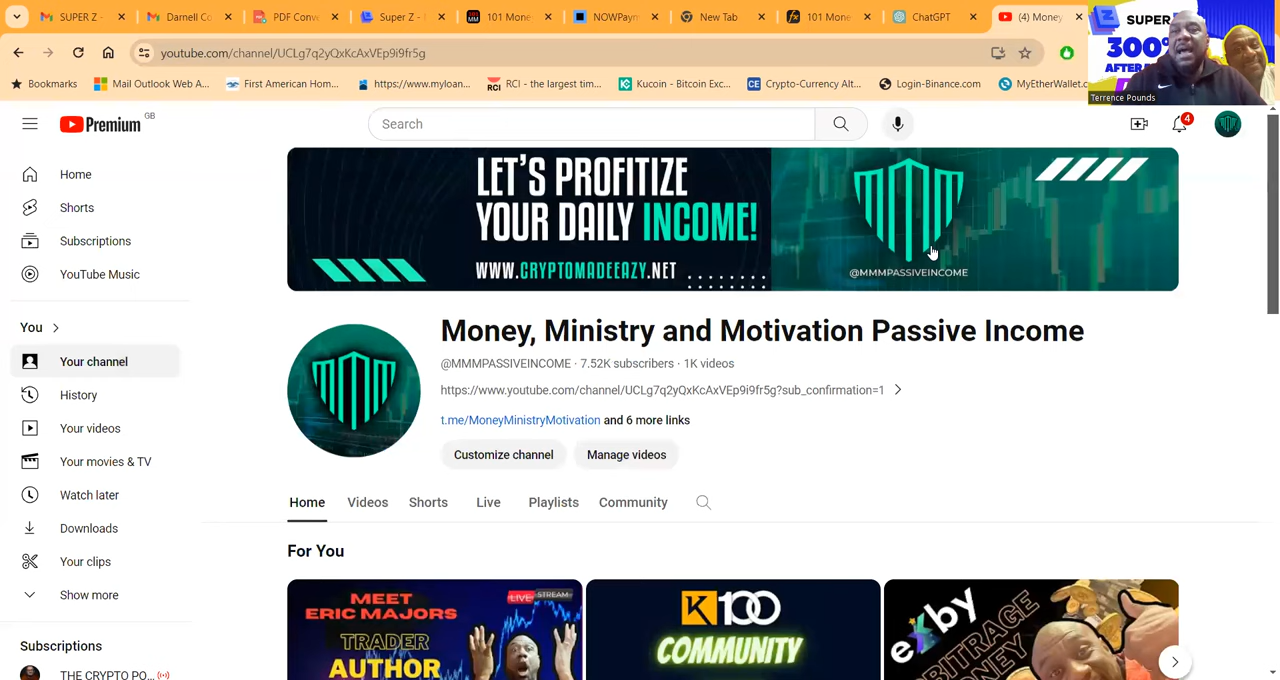 SUPER Z -
Darnell Co
PDF Conv
Super Z -
101 Mone
NOWPaym
New Tab
101 Mone
ChatGPT
(4) Money
youtube.com/channel/UCLg7q2yQxKcAxVEp9i9fr5g
Bookmarks
Mail Outlook Web A...
First American Hom...
https://www.myloan...
RCI - the largest tim...
Kucoin - Bitcoin Exc...
Crypto-Currency Alt...
Login-Binance.com
MyEtherWallet.c
SUPER
300%
AFTER
Terrence Pounds
Premium GB
Search
4
Home
Shorts
Subscriptions
YouTube Music
You
Your channel
History
Your videos
Your movies & TV
Watch later
Downloads
Your clips
Show more
Subscriptions
THE CRYPTO PO...
LET'S PROFITIZE
YOUR DAILY INCOME!
WWW.CRYPTOMADEEAZY.NET
@MMMPASSIVEINCOME
Money, Ministry and Motivation Passive Income
@MMMPASSIVEINCOME · 7.52K subscribers · 1K videos
https://www.youtube.com/channel/UCLg7q2yQxKcAxVEp9i9fr5g?sub_confirmation=1
t.me/MoneyMinistryMotivation and 6 more links
Customize channel
Manage videos
Home
Videos
Shorts
Live
Playlists
Community
For You
MEET
ERIC MAJORS
TRADER
AUTHOR
LIVE STREAM
K100
COMMUNITY
exby
ARBITRAGE
MONEY